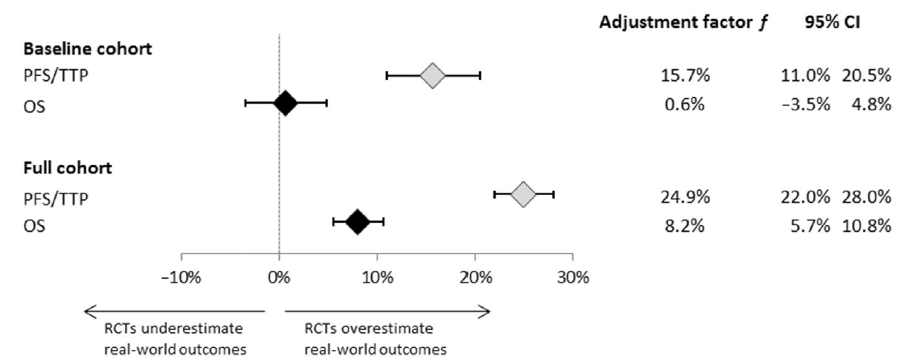 Adjustment factor ƒ 95% CI
Baseline cohort
PFS/TTP 15.7% 11.0% 20.5%
OS 0.6% −3.5% 4.8%
Full cohort
PFS/TTP 24.9% 22.0% 28.0%
OS 8.2% 5.7% 10.8%
−10% 0% 10% 20% 30%
RCTs underestimate RCTs overestimate
real-world outcomes real-world outcomes